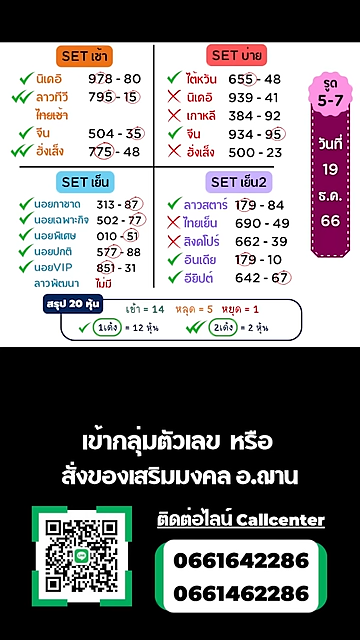 SET เช้า
นิเคอิ 978 - 80
ลาวทีวี 795 - 15
ไทยเช้า
จีน 504 - 35
ฮั่งเส็ง 775 - 48
SET บ่าย
ไต้หวัน 655 - 48
นิเคอิ 939 - 41
เกาหลี 384 - 92
จีน 934 - 95
ฮั่งเส็ง 500 - 23
รูด
5-7
วันที่
19
ธ.ค.
66
SET เย็น
นอยกาชาด 313 - 87
นอยเฉพาะกิจ 502 - 77
นอยพิเศษ 010 - 51
นอยปกติ 577 - 88
นอยVIP 851 - 31
ลาวพัฒนา ไม่มี
SET เย็น2
ลาวสตาร์ 179 - 84
ไทยเย็น 690 - 49
สิงคโปร์ 662 - 39
อินเดีย 179 - 10
อียิปต์ 642 - 67
สรุป 20 หุ้น
เข้า = 14 หลุด = 5 หยุด = 1
1เด้ง = 12 หุ้น 2เด้ง = 2 หุ้น
เข้ากลุ่มตัวเลข หรือ
สั่งของเสริมมงคล อ.ฌาน
ติดต่อไลน์ Callcenter
0661642286
0661462286